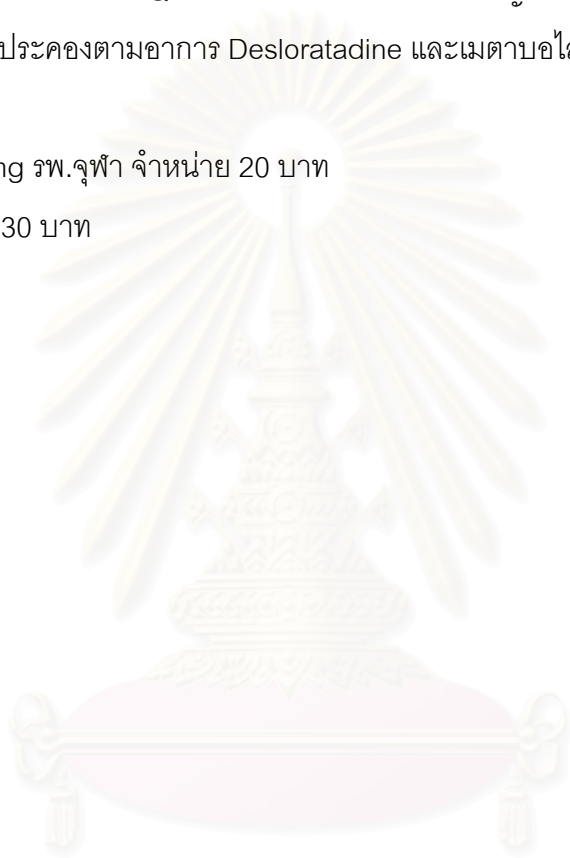 ประคองตามอาการ Desloratadine และเมตาบอไ
รพ.จุฬา จำหน่าย 20 บาท
30 บาท